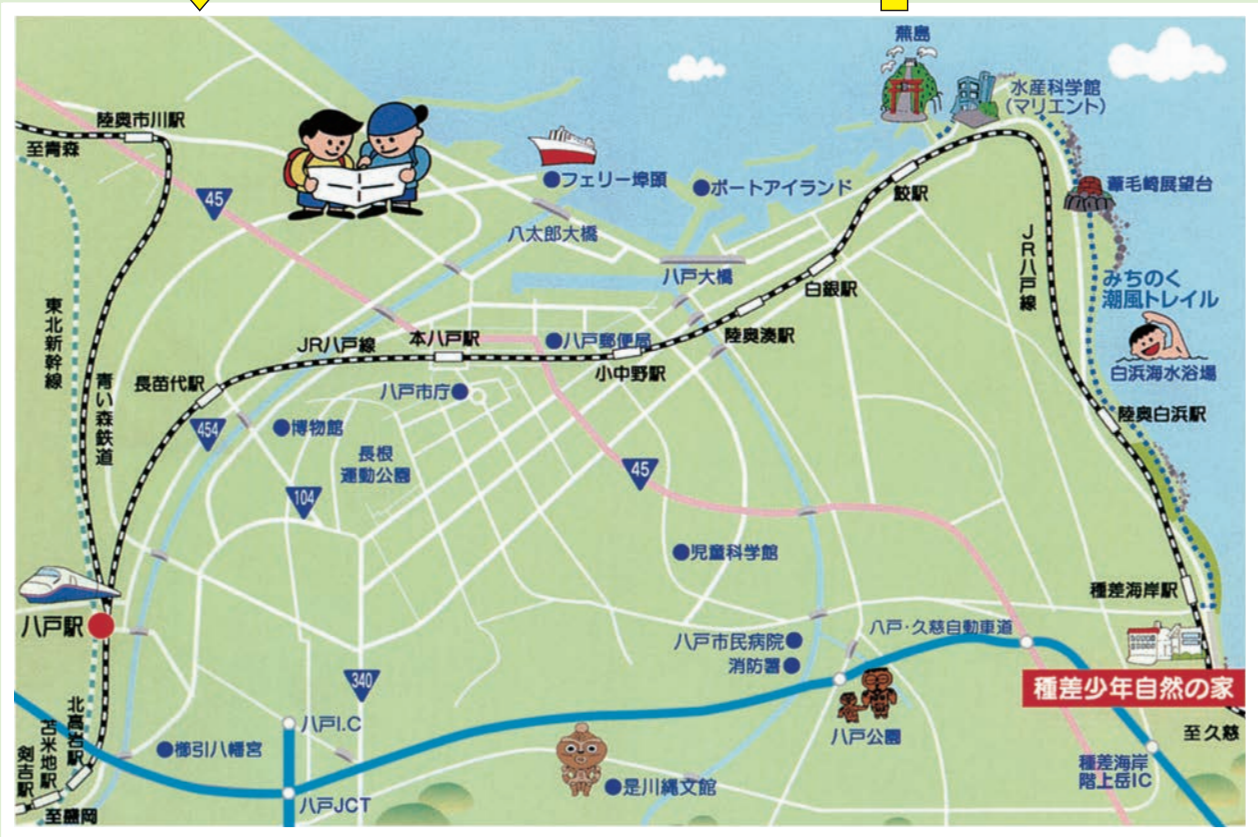 蕪島
水産科学館
(マリエント)
陸奥市川駅
至青森
45
フェリー埠頭
ポートアイランド
鮫駅
葦毛崎展望台
八太郎大橋
八戸大橋
白銀駅
JR八戸線
みちのく
潮風トレイル
東北新幹線
青い森鉄道
JR八戸線
本八戸駅
八戸郵便局
陸奥湊駅
小中野駅
白浜海水浴場
長苗代駅
八戸市庁
陸奥白浜駅
454
博物館
長根
運動公園
45
104
児童科学館
種差海岸駅
八戸駅
八戸市民病院
消防署
八戸・久慈自動車道
340
種差少年自然の家
北高岩駅
苫米地駅
剣吉駅
至盛岡
櫛引八幡宮
八戸I.C
八戸JCT
是川縄文館
八戸公園
至久慈
種差海岸
階上岳IC